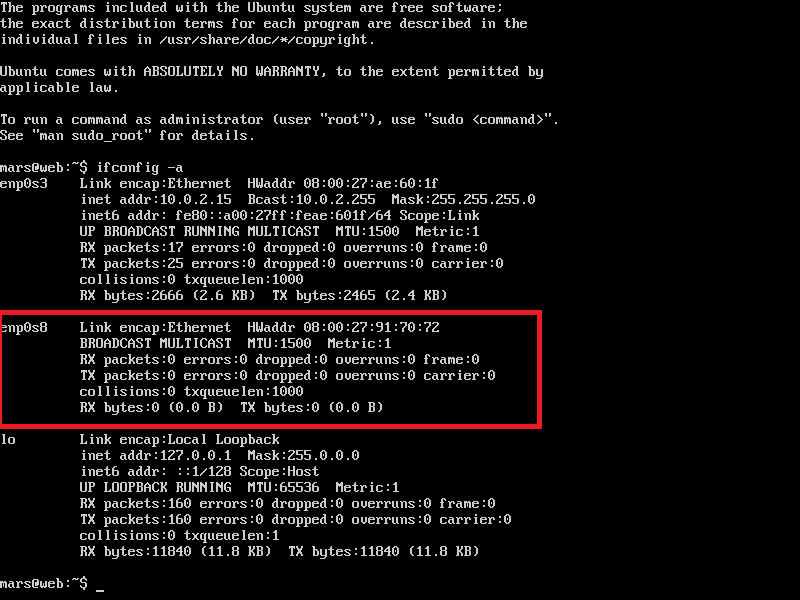 The programs included with the Ubuntu system are free software;
the exact distribution terms for each program are described in the
individual files in /usr/share/doc/*/copyright.
Ubuntu comes with ABSOLUTELY NO WARRANTY, to the extent permitted by
applicable law.
To run a command as administrator (user "root"), use "sudo <command>".
See "man sudo_root" for details.
mars@web:~$ ifconfig -a
enp0s3    Link encap:Ethernet  HWaddr 08:00:27:ae:60:1f
          inet addr:10.0.2.15  Bcast:10.0.2.255  Mask:255.255.255.0
          inet6 addr: fe80::a00:27ff:feae:601f/64 Scope:Link
          UP BROADCAST RUNNING MULTICAST  MTU:1500  Metric:1
          RX packets:17 errors:0 dropped:0 overruns:0 frame:0
          TX packets:25 errors:0 dropped:0 overruns:0 carrier:0
          collisions:0 txqueuelen:1000
          RX bytes:2666 (2.6 KB)  TX bytes:2465 (2.4 KB)
enp0s8    Link encap:Ethernet  HWaddr 08:00:27:91:70:72
          BROADCAST MULTICAST  MTU:1500  Metric:1
          RX packets:0 errors:0 dropped:0 overruns:0 frame:0
          TX packets:0 errors:0 dropped:0 overruns:0 carrier:0
          collisions:0 txqueuelen:1000
          RX bytes:0 (0.0 B)  TX bytes:0 (0.0 B)
lo        Link encap:Local Loopback
          inet addr:127.0.0.1  Mask:255.0.0.0
          inet6 addr: ::1/128 Scope:Host
          UP LOOPBACK RUNNING  MTU:65536  Metric:1
          RX packets:160 errors:0 dropped:0 overruns:0 frame:0
          TX packets:160 errors:0 dropped:0 overruns:0 carrier:0
          collisions:0 txqueuelen:1
          RX bytes:11840 (11.8 KB)  TX bytes:11840 (11.8 KB)
mars@web:~$ _